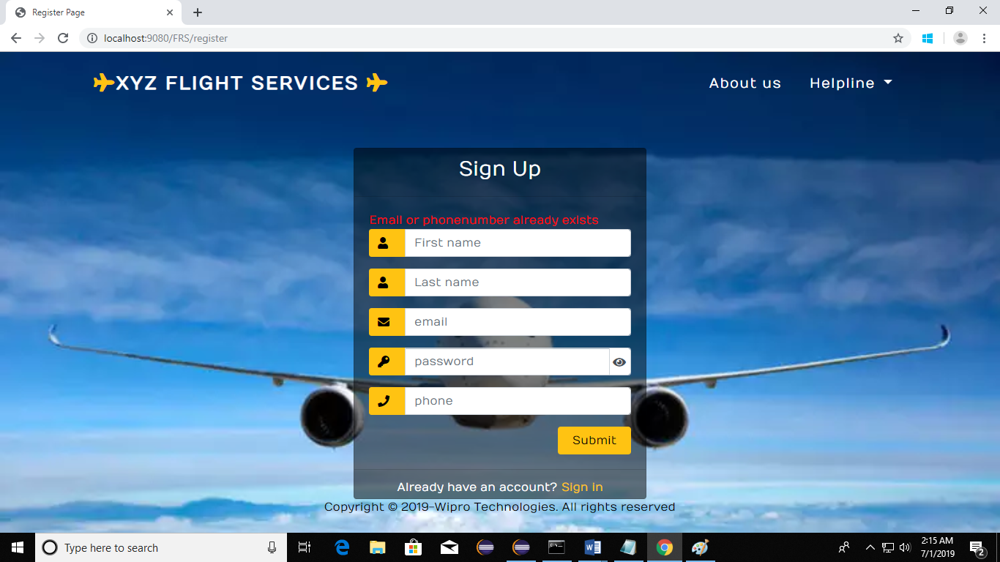 Register Page
localhost:9080/FRS/register
XYZ FLIGHT SERVICES
About us
Helpline
Sign Up
Email or phonenumber already exists
First name
Last name
email
password
phone
Submit
Already have an account? Sign in
Copyright © 2019-Wipro Technologies. All rights reserved
Type here to search
2:15 AM
7/1/2019
2